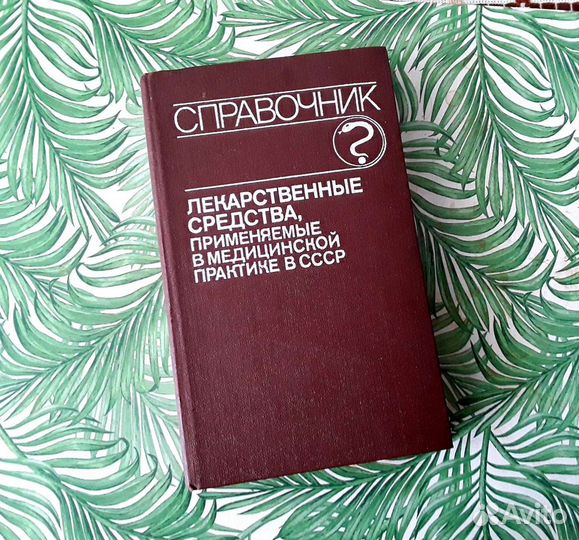 СПРАВОЧНИК
ЛЕКАРСТВЕННЫЕ
СРЕДСТВА,
ПРИМЕНЯЕМЫЕ
В МЕДИЦИНСКОЙ
ПРАКТИКЕ В СССР
Avito